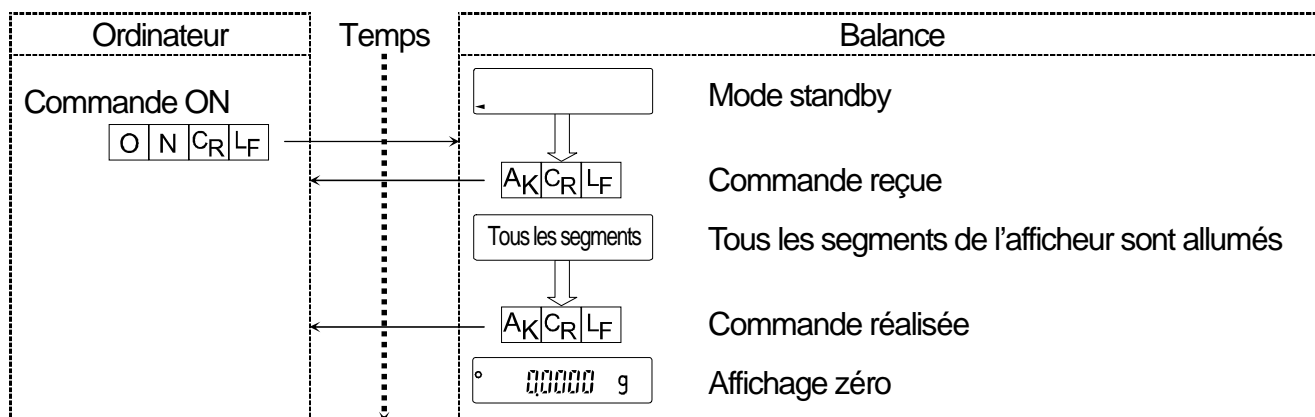 Ordinateur Temps Balance
Commande ON Mode standby
O N CR LF
AK CR LF Commande reçue
Tous les segments Tous les segments de l’afficheur sont allumés
AK CR LF Commande réalisée
0.0000 g Affichage zéro